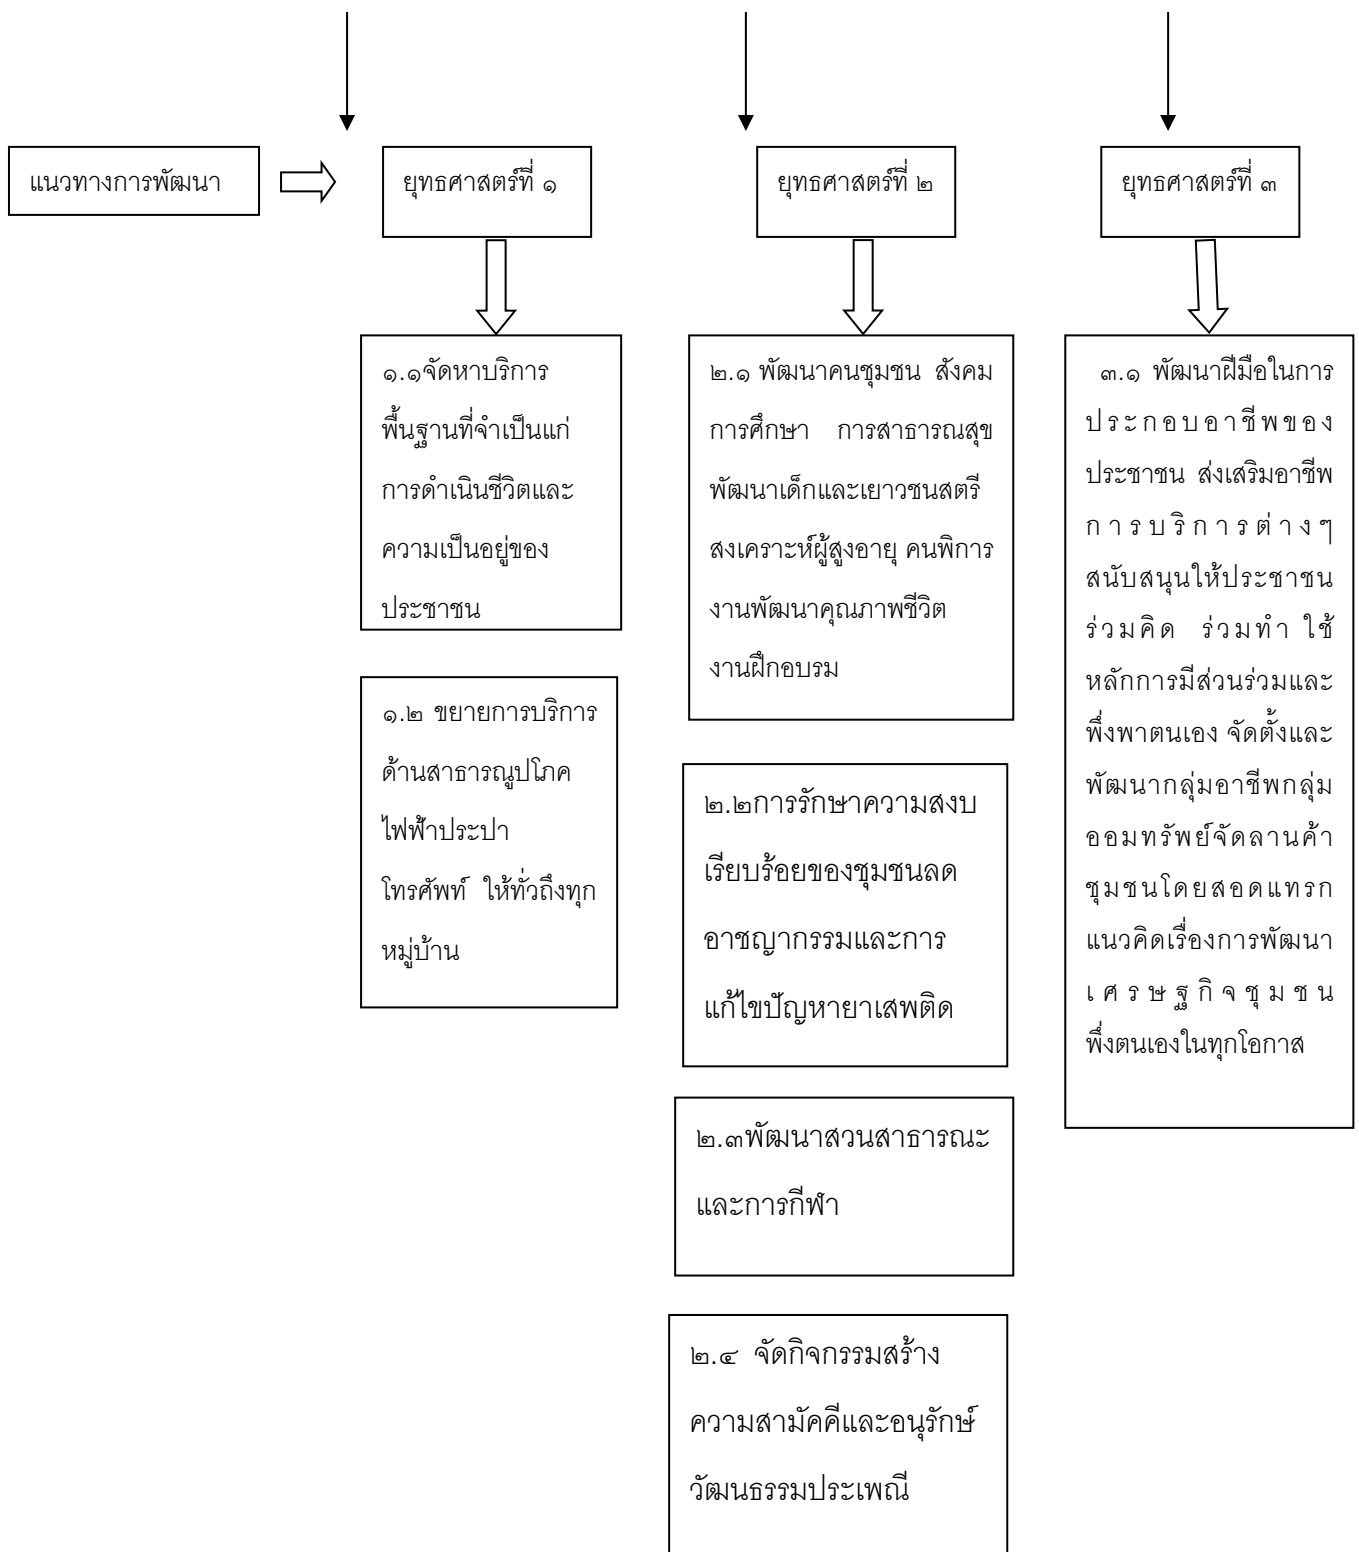 แนวทางการพัฒนา
ยุทธศาสตร์ที่ ๑
ยุทธศาสตร์ที่ ๒
ยุทธศาสตร์ที่ ๓
๑.๑จัดหาบริการ
พื้นฐานที่จำเป็นแก่
การดำเนินชีวิตและ
ความเป็นอยู่ของ
ประชาชน
๑.๒ ขยายการบริการ
ด้านสาธารณูปโภค
ไฟฟ้าประปา
โทรศัพท์ ให้ทั่วถึงทุก
หมู่บ้าน
๒.๑ พัฒนาคนชุมชน สังคม
การศึกษา การสาธารณสุข
พัฒนาเด็กและเยาวชนสตรี
สงเคราะห์ผู้สูงอายุ คนพิการ
งานพัฒนาคุณภาพชีวิต
งานฝึกอบรม
๒.๒การรักษาความสงบ
เรียบร้อยของชุมชนลด
อาชญากรรมและการ
แก้ไขปัญหายาเสพติด
๒.๓พัฒนาสวนสาธารณะ
และการกีฬา
๒.๔ จัดกิจกรรมสร้าง
ความสามัคคีและอนุรักษ์
วัฒนธรรมประเพณี
๓.๑ พัฒนาฝีมือในการ
ประกอบอาชีพของ
ประชาชน ส่งเสริมอาชีพ
การบริการต่างๆ
สนับสนุนให้ประชาชน
ร่วมคิด ร่วมทำ ใช้
หลักการมีส่วนร่วมและ
พึ่งพาตนเอง จัดตั้งและ
พัฒนากลุ่มอาชีพกลุ่ม
ออมทรัพย์จัดลานค้า
ชุมชนโดยสอดแทรก
แนวคิดเรื่องการพัฒนา
เศรษฐกิจชุมชน
พึ่งตนเองในทุกโอกาส